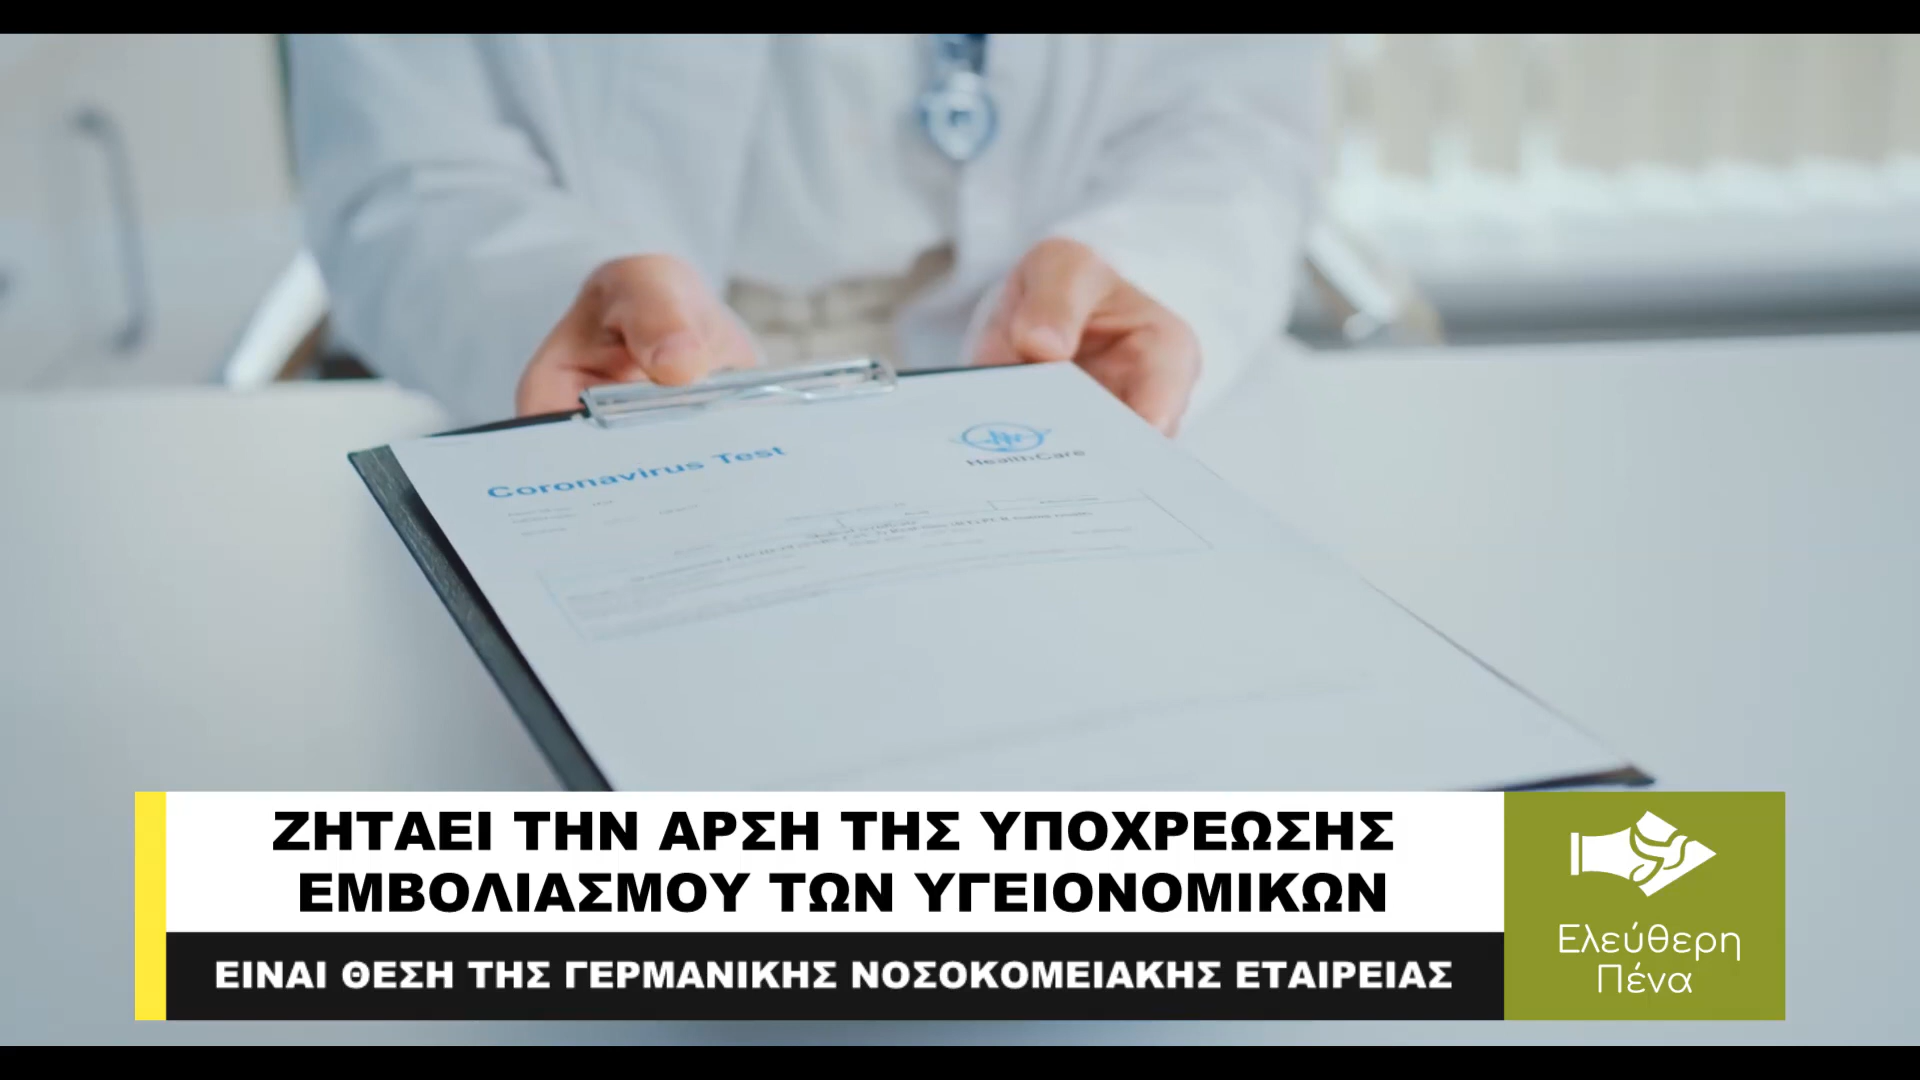 Coronavirus Test
HealthCare
ΖΗΤΑΕΙ ΤΗΝ ΑΡΣΗ ΤΗΣ ΥΠΟΧΡΕΩΣΗΣ
ΕΜΒΟΛΙΑΣΜΟΥ ΤΩΝ ΥΓΕΙΟΝΟΜΙΚΩΝ
ΕΙΝΑΙ ΘΕΣΗ ΤΗΣ ΓΕΡΜΑΝΙΚΗΣ ΝΟΣΟΚΟΜΕΙΑΚΗΣ ΕΤΑΙΡΕΙΑΣ
Ελεύθερη
Πένα